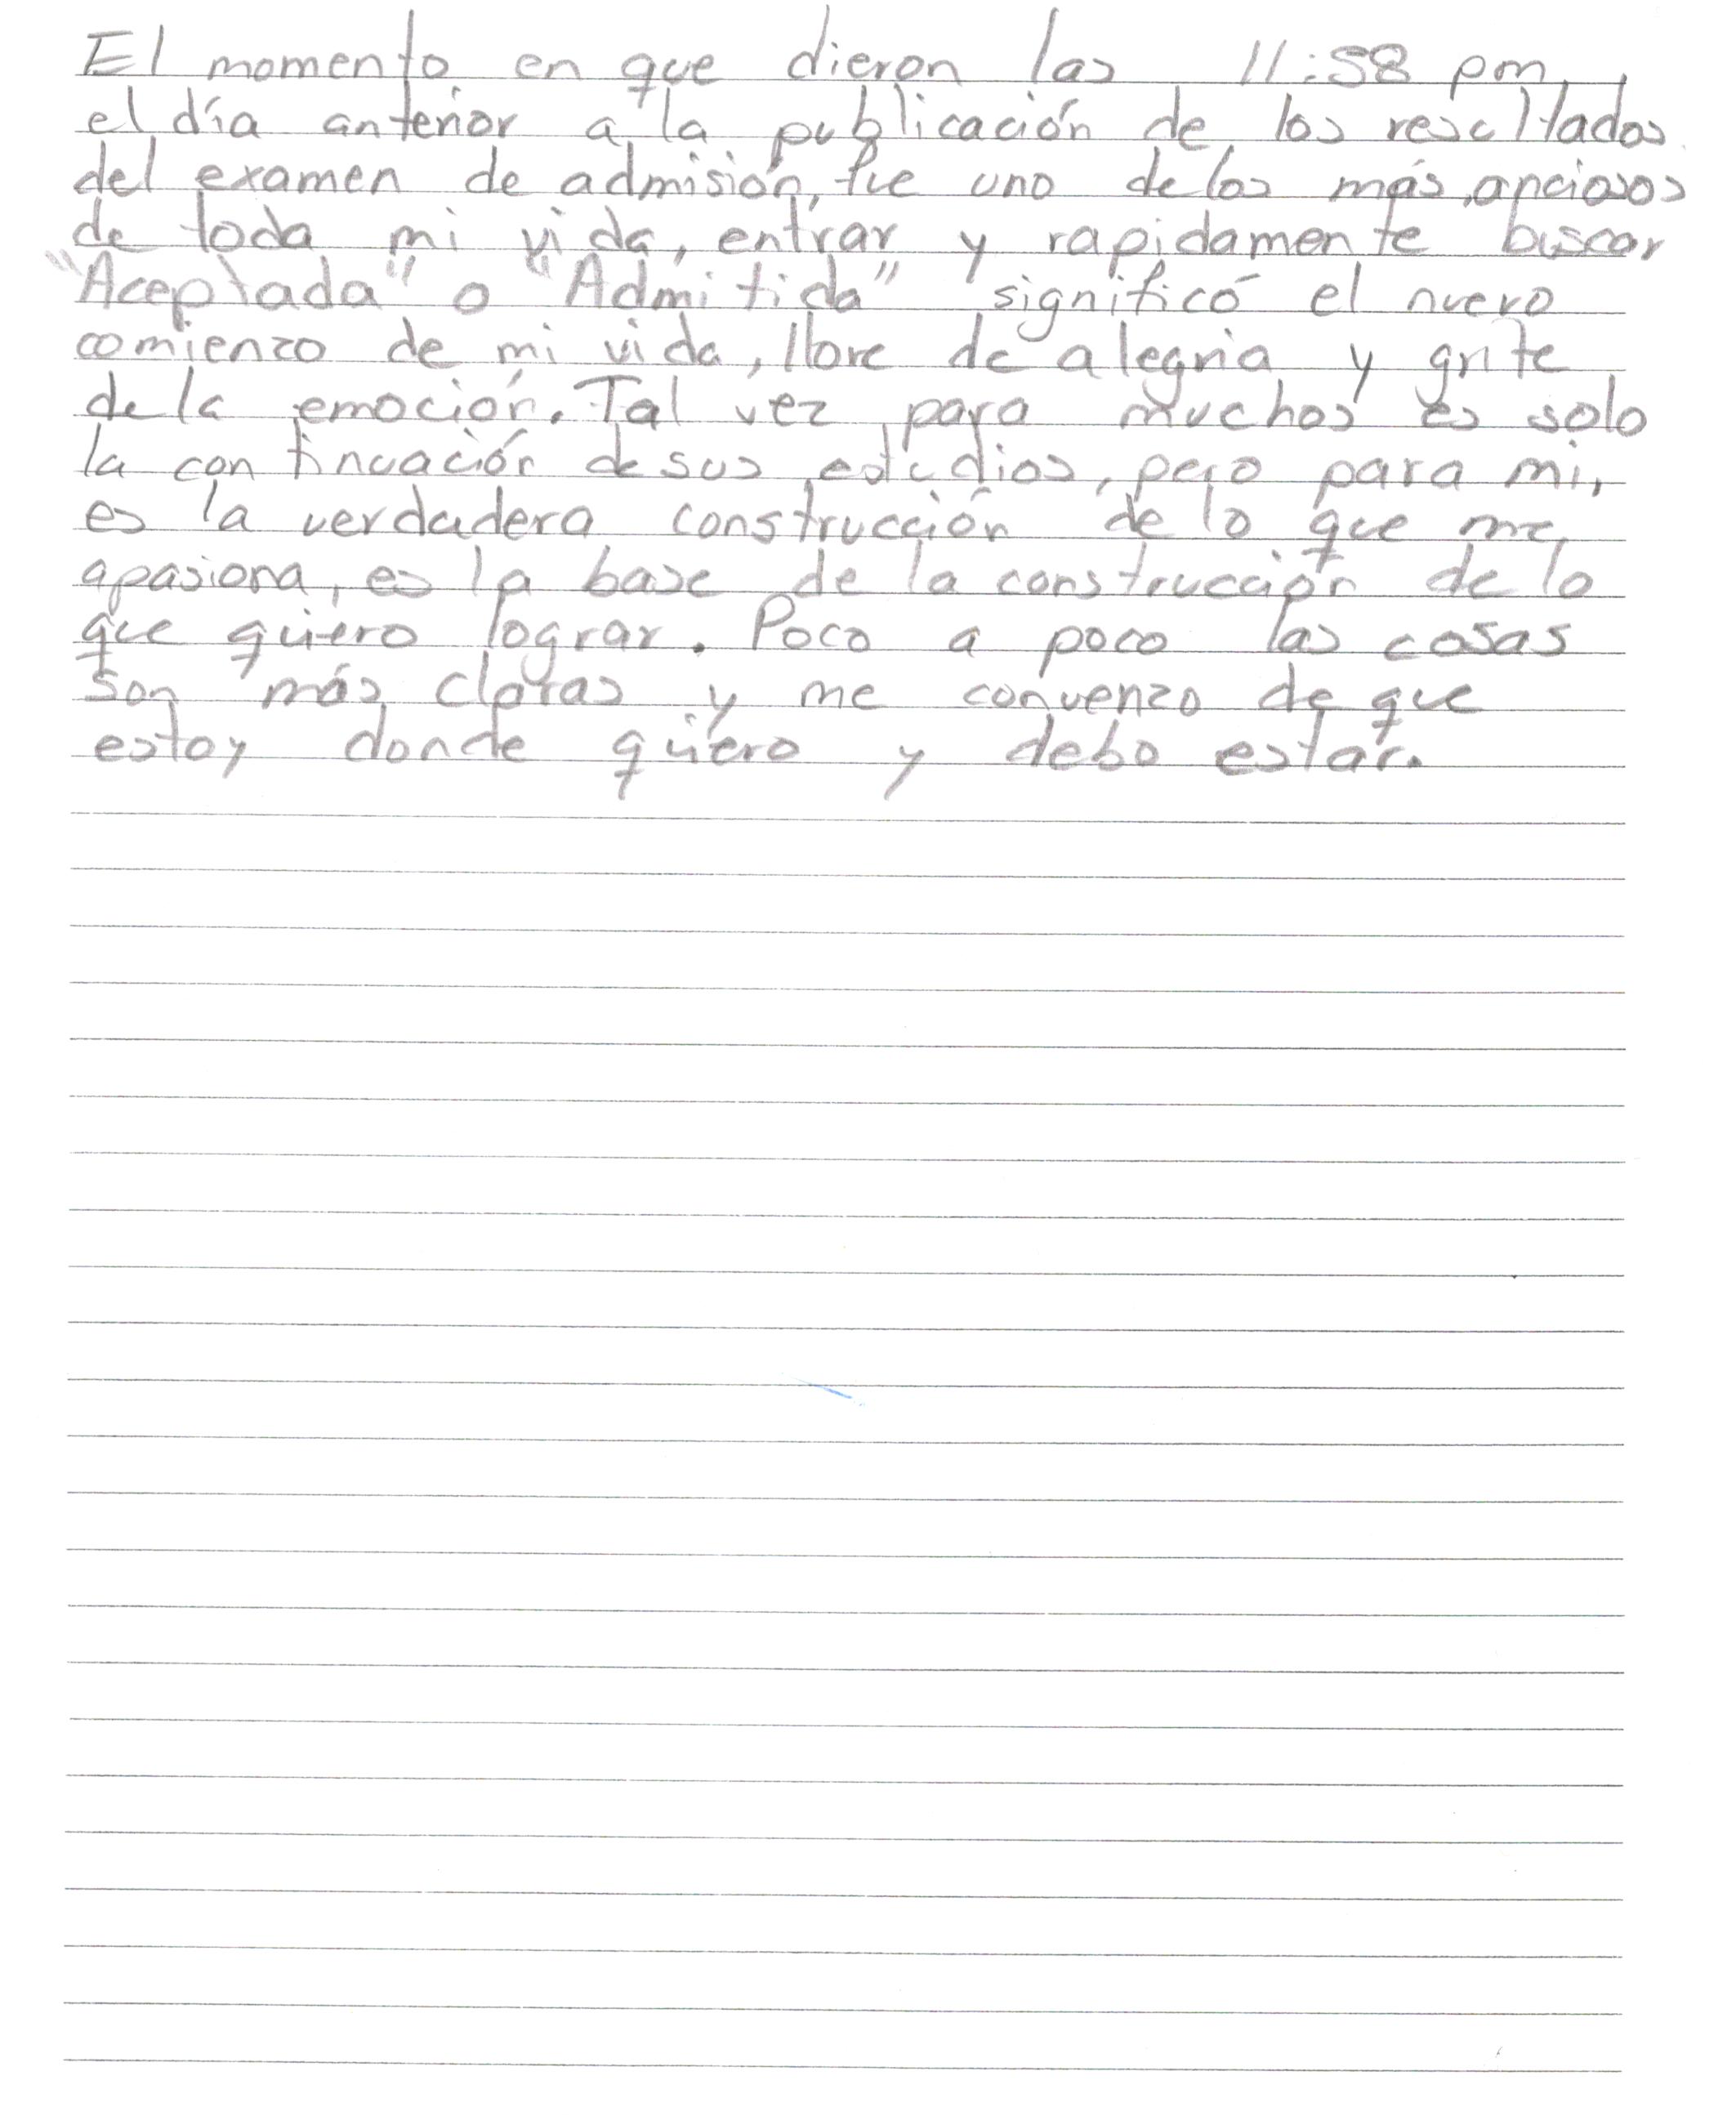 El momento en que dieron las 11:58 pm,
el día anterior a la publicación de los resultados
del examen de admisión, fue uno de los más anciosos
de toda mi vida, entrar y rapidamente buscar
"Aceptada" o "Admitida" significó el nuevo
comienzo de mi vida, llore de alegria y grite
de la emoción. Tal vez para muchos es solo
la continuación de sus estudios, pero para mi,
es la verdadera construcción de lo que me
apasiona, es la base de la construcción de lo
que quiero lograr. Poco a poco las cosas
son más claras y me convenzo de que
estoy donde quiero y debo estar.